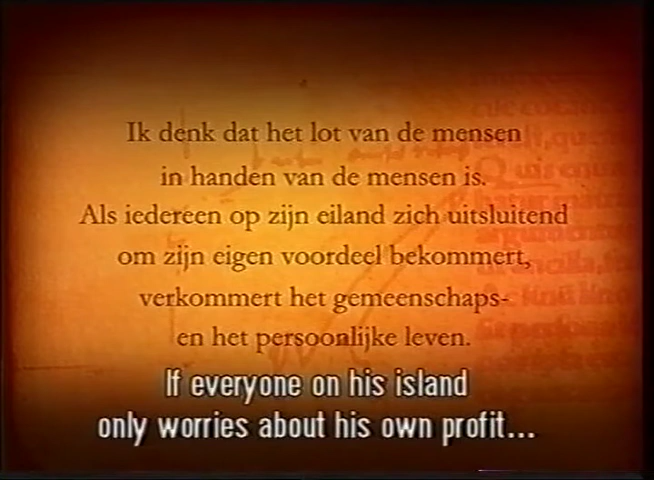 Ik denk dat het lot van de mensen
in handen van de mensen is.
Als iedereen op zijn eiland zich uitsluitend
om zijn eigen voordeel bekommert,
verkommert het gemeenschaps-
en het persoonlijke leven.
If everyone on his island
only worries about his own profit...